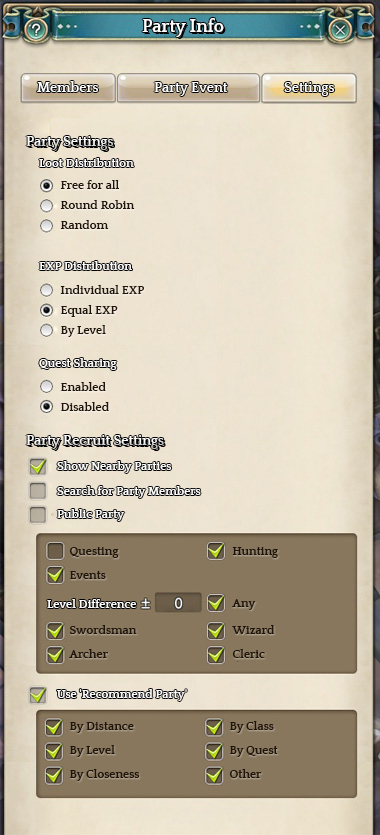 Party Info
Members Party Event Settings
Party Settings
Loot Distribution
Free for all
Round Robin
Random
EXP Distribution
Individual EXP
Equal EXP
By Level
Quest Sharing
Enabled
Disabled
Party Recruit Settings
Show Nearby Parties
Search for Party Members
Public Party
Questing Hunting
Events
Level Difference ± 0 Any
Swordsman Wizard
Archer Cleric
Use 'Recommend Party'
By Distance By Class
By Level By Quest
By Closeness Other